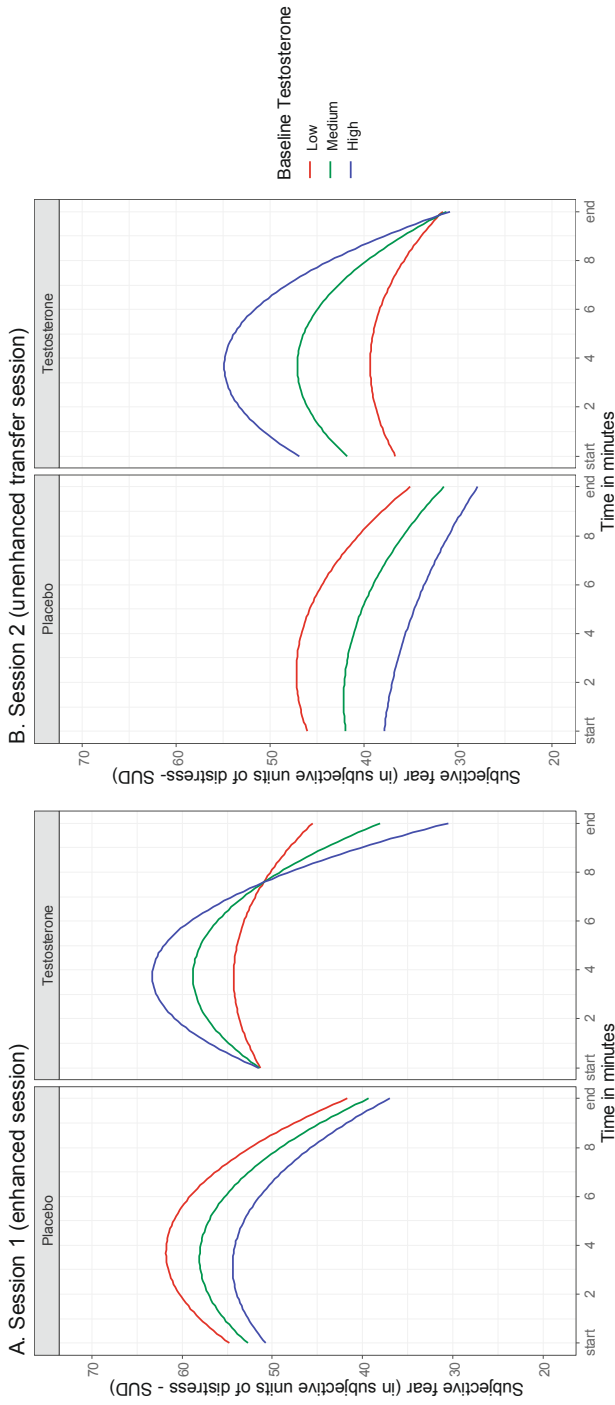 A. Session 1 (enhanced session)
Placebo
Testosterone
Subjective fear (in subjective units of distress - SUD)
70
60
50
40
30
20
start 2 4 6 8 end
start 2 4 6 8 end
Time in minutes
B. Session 2 (unenhanced transfer session)
Placebo
Testosterone
Subjective fear (in subjective units of distress- SUD)
70
60
50
40
30
20
start 2 4 6 8 end
start 2 4 6 8 end
Time in minutes
Baseline Testosterone
Low
Medium
High